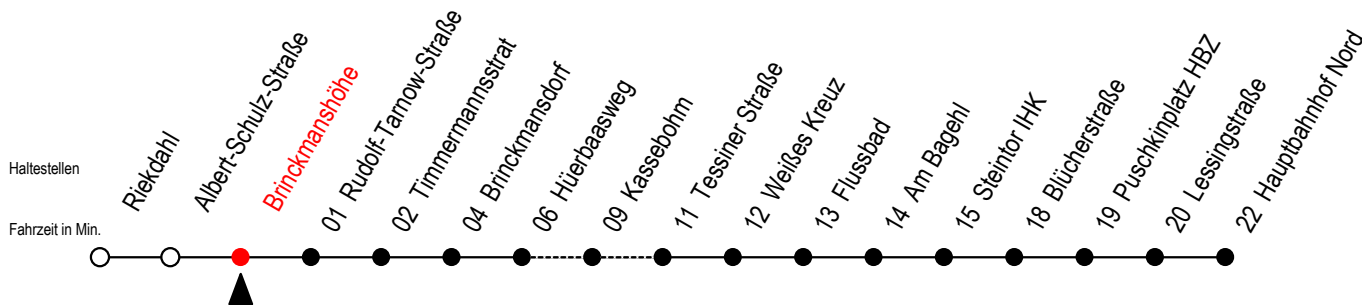 Haltestellen
Fahrzeit in Min.
Riekdahl
Albert-Schulz-Straße
Brinckmanshöhe
01 Rudolf-Tarnow-Straße
02 Timmermannsstrat
04 Brinckmansdorf
06 Hüerbaasweg
09 Kassebohm
11 Tessiner Straße
12 Weißes Kreuz
13 Flussbad
14 Am Bagehl
15 Steintor IHK
18 Blücherstraße
19 Puschkinplatz HBZ
20 Lessingstraße
22 Hauptbahnhof Nord